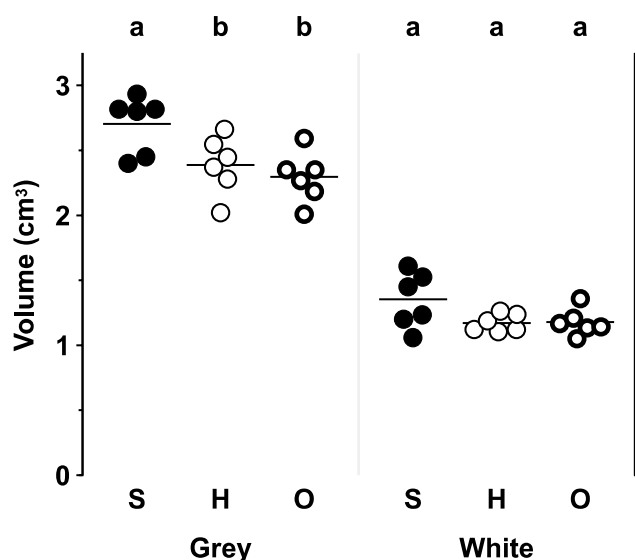 a b b a a a
3
2
1
0
Volume (cm³)
S H O S H O
Grey White